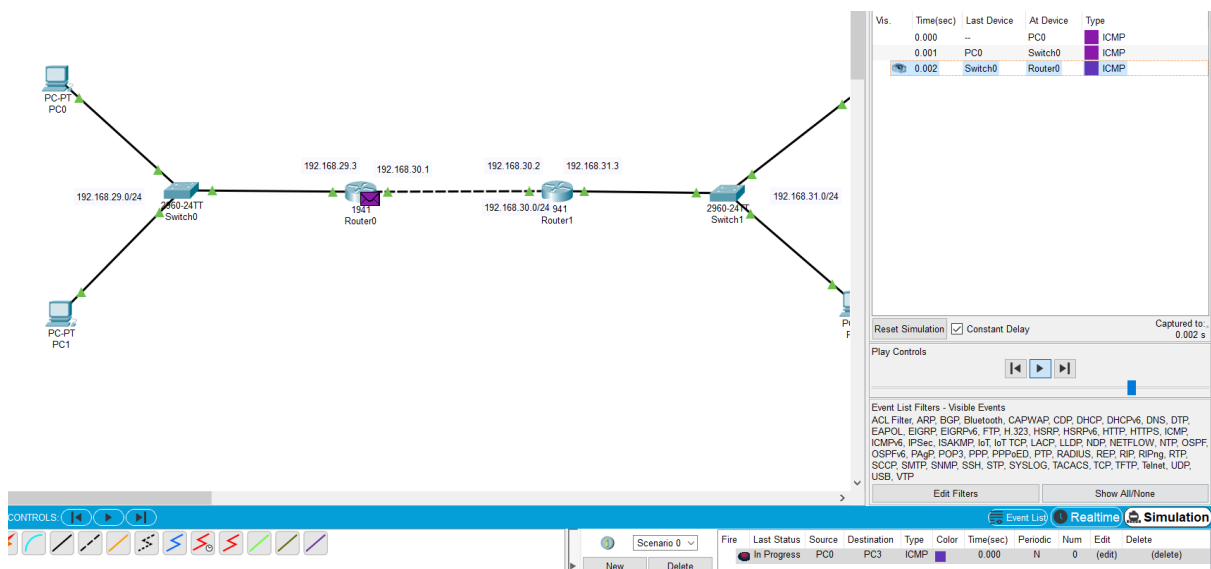 PC-PT
PC0
192.168.29.0/24
2960-24TT
Switch0
PC-PT
PC1
192.168.29.3
192.168.30.1
1941
Router0
192.168.30.2
192.168.31.3
192.168.30.0/24
941
Router1
2960-24TT
Switch1
192.168.31.0/24
P
P
Vis. Time(sec) Last Device At Device Type
0.000 -- PC0 ICMP
0.001 PC0 Switch0 ICMP
0.002 Switch0 Router0 ICMP
Reset Simulation Constant Delay
Captured to:
0.002 s
Play Controls
Event List Filters - Visible Events
ACL Filter, ARP, BGP, Bluetooth, CAPWAP, CDP, DHCP, DHCPv6, DNS, DTP,
EAPOL, EIGRP, EIGRPv6, FTP, H.323, HSRP, HSRPv6, HTTP, HTTPS, ICMP,
ICMPv6, IPSec, ISAKMP, IoT, IoT TCP, LACP, LLDP, NDP, NETFLOW, NTP, OSPF,
OSPFv6, PAgP, POP3, PPP, PPPoED, PTP, RADIUS, REP, RIP, RIPng, RTP,
SCCP, SMTP, SNMP, SSH, STP, SYSLOG, TACACS, TCP, TFTP, Telnet, UDP,
USB, VTP
Edit Filters Show All/None
CONTROLS:
Event List Realtime Simulation
Scenario 0
New Delete
Fire Last Status Source Destination Type Color Time(sec) Periodic Num Edit Delete
In Progress PC0 PC3 ICMP 0.000 N 0 (edit) (delete)